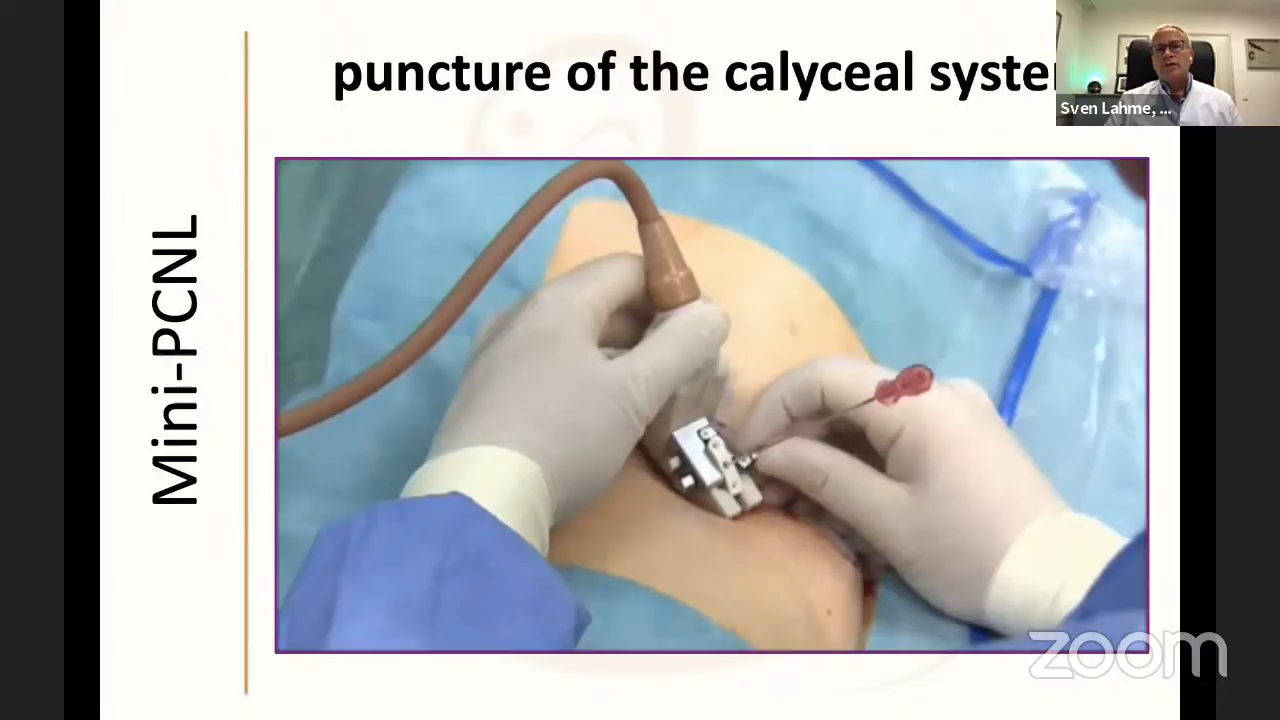 puncture of the calyceal syste
Sven Lahme, ...
Mini-PCNL
zoom